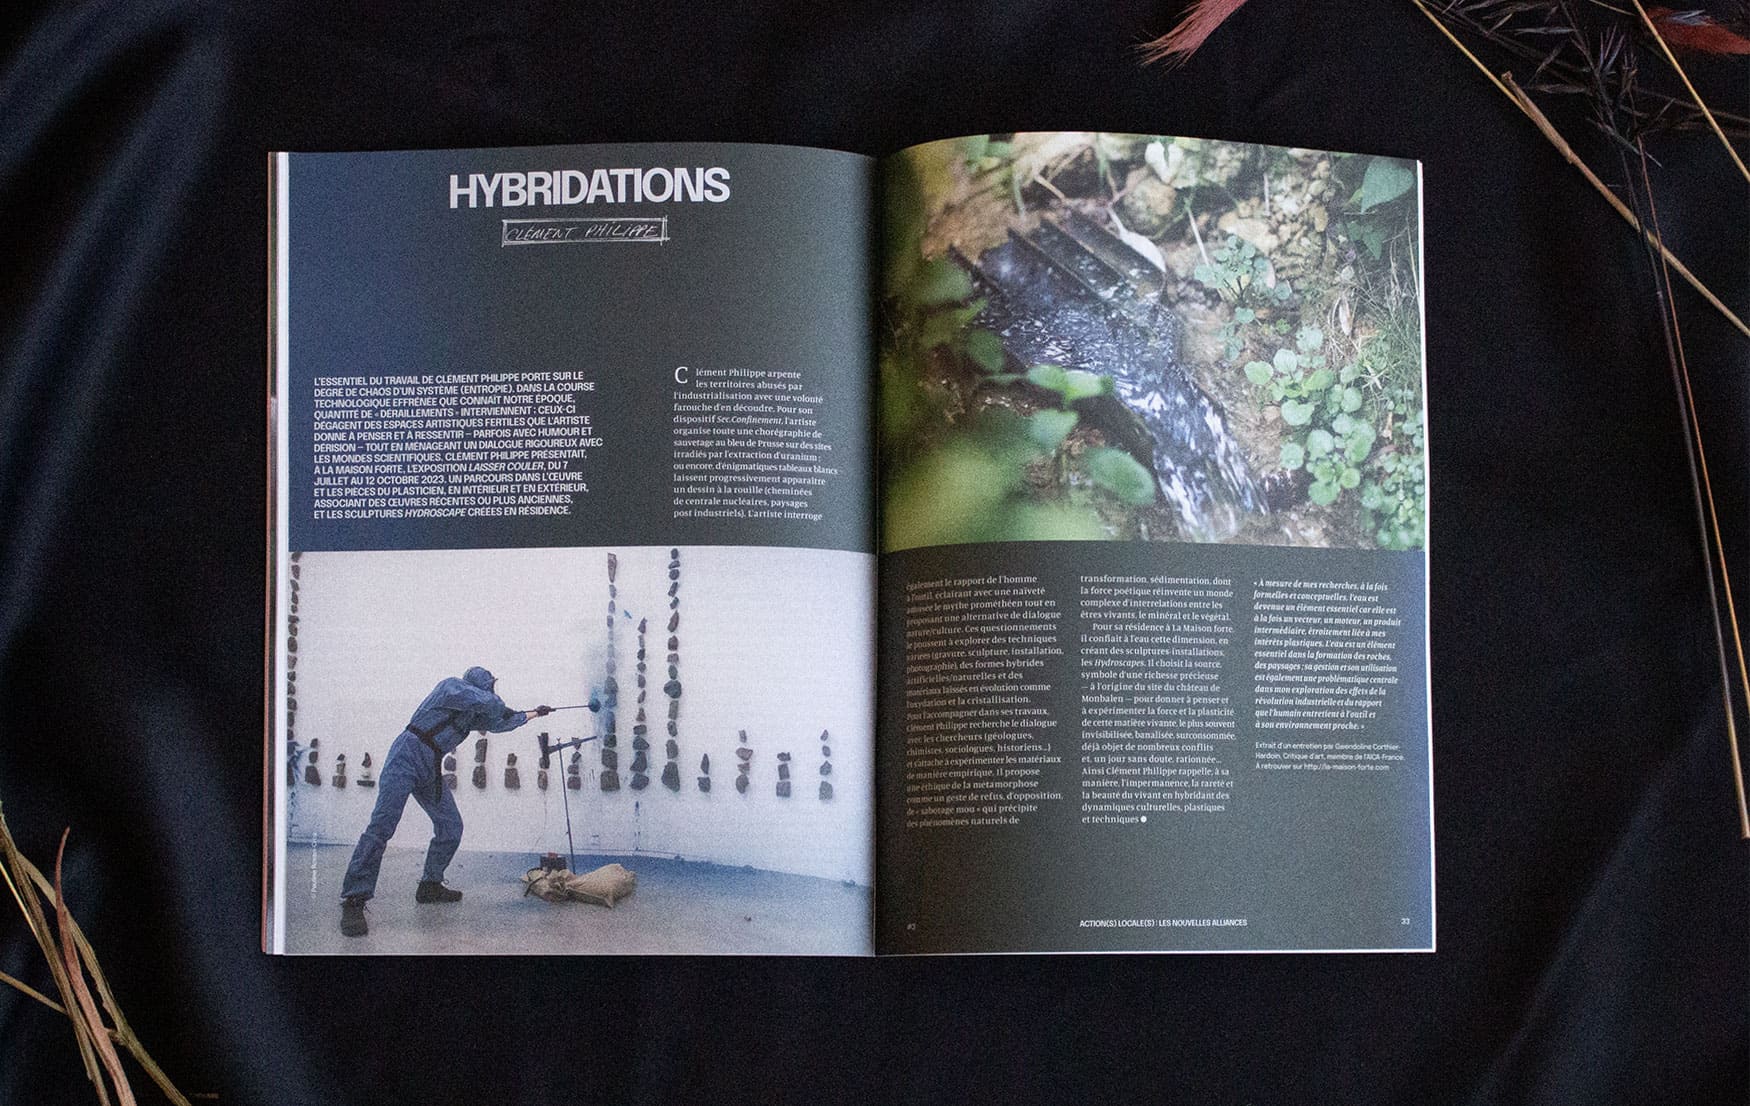 HYBRIDATIONS
CLÉMENT PHILIPPE
L'ESSENTIEL DU TRAVAIL DE CLÉMENT PHILIPPE PORTE SUR LE
DEGRÉ DE CHAOS D'UN SYSTÈME (ENTROPIE). DANS LA COURSE
TECHNOLOGIQUE EFFRÉNÉE QUE CONNAÎT NOTRE ÉPOQUE,
QUANTITÉ DE « DÉRAILLEMENTS » INTERVIENNENT : CEUX-CI
DÉGAGENT DES ESPACES ARTISTIQUES FERTILES QUE L'ARTISTE
DONNE À PENSER ET À RESSENTIR – PARFOIS AVEC HUMOUR ET
DÉRISION – TOUT EN MÉNAGEANT UN DIALOGUE RIGOUREUX AVEC
LES MONDES SCIENTIFIQUES. CLÉMENT PHILIPPE PRÉSENTAIT,
À LA MAISON FORTE, L'EXPOSITION LAISSER COULER, DU 7
JUILLET AU 12 OCTOBRE 2023. UN PARCOURS DANS L'ŒUVRE
ET LES PIÈCES DU PLASTICIEN, EN INTÉRIEUR ET EN EXTÉRIEUR,
ASSOCIANT DES ŒUVRES RÉCENTES OU PLUS ANCIENNES,
ET LES SCULPTURES HYDROSCAPE CRÉÉES EN RÉSIDENCE.
Clément Philippe arpente
les territoires abusés par
l'industrialisation avec une volonté
farouche d'en découdre. Pour son
dispositif Sec.Confinement, l'artiste
organise toute une chorégraphie de
sauvetage au bleu de Prusse sur des sites
irradiés par l'extraction d'uranium ;
ou encore, d'énigmatiques tableaux blancs
laissent progressivement apparaître
un dessin à la rouille (cheminées
de centrale nucléaires, paysages
post industriels). L'artiste interroge
également le rapport de l'homme
à l'outil, éclairant avec une naïveté
amusée le mythe prométhéen tout en
proposant une alternative de dialogue
nature/culture. Ces questionnements
le poussent à explorer des techniques
variées (gravure, sculpture, installation,
photographie), des formes hybrides
artificielles/naturelles et des
matériaux laissés en évolution comme
l'oxydation et la cristallisation.
Pour l'accompagner dans ses travaux,
Clément Philippe recherche le dialogue
avec les chercheurs (géologues,
chimistes, sociologues, historiens…)
et s'attache à expérimenter les matériaux
de manière empirique. Il propose
une éthique de la métamorphose
comme un geste de refus, d'opposition,
de « sabotage mou » qui précipite
des phénomènes naturels de
transformation, sédimentation, dont
la force poétique réinvente un monde
complexe d'interrelations entre les
êtres vivants, le minéral et le végétal.
Pour sa résidence à La Maison forte,
il confiait à l'eau cette dimension, en
créant des sculptures-installations,
les Hydroscapes. Il choisit la source,
symbole d'une richesse précieuse
– à l'origine du site du château de
Monbalen – pour donner à penser et
à expérimenter la force et la plasticité
de cette matière vivante, le plus souvent
invisibilisée, banalisée, surconsommée,
déjà objet de nombreux conflits
et, un jour sans doute, rationnée…
Ainsi Clément Philippe rappelle, à sa
manière, l'impermanence, la rareté et
la beauté du vivant en hybridant des
dynamiques culturelles, plastiques
et techniques ●
« À mesure de mes recherches, à la fois
formelles et conceptuelles, l'eau est
devenue un élément essentiel car elle est
à la fois un vecteur, un moteur, un produit
intermédiaire, étroitement liée à mes
intérêts plastiques. L'eau est un élément
essentiel dans la formation des roches,
des paysages ; sa gestion et son utilisation
est également une problématique centrale
dans mon exploration des effets de la
révolution industrielle et du rapport
que l'humain entretient à l'outil et
à son environnement proche. »
Extrait d'un entretien par Gwendoline Corthier-
Hardoin, Critique d'art, membre de l'AICA-France.
À retrouver sur http://la-maison-forte.com
#3
ACTION(S) LOCALE(S) : LES NOUVELLES ALLIANCES
33